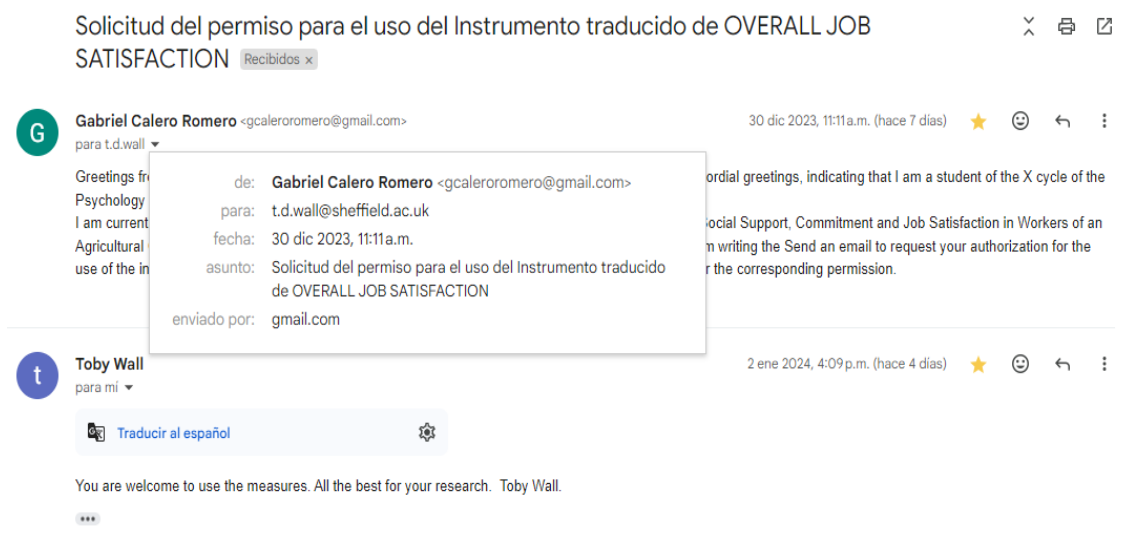 Solicitud del permiso para el uso del Instrumento traducido de OVERALL JOB
SATISFACTION Recibidos ×
G
Gabriel Calero Romero <gcaleroromero@gmail.com>
30 dic 2023, 11:11 a.m. (hace 7 días)
para t.d.wall
Greetings fr
ordial greetings, indicating that I am a student of the X cycle of the
Psychology
I am current
ocial Support, Commitment and Job Satisfaction in Workers of an
Agricultural
m writing the Send an email to request your authorization for the
use of the in
r the corresponding permission.
de: Gabriel Calero Romero <gcaleroromero@gmail.com>
para: t.d.wall@sheffield.ac.uk
fecha: 30 dic 2023, 11:11 a.m.
asunto: Solicitud del permiso para el uso del Instrumento traducido
de OVERALL JOB SATISFACTION
enviado por: gmail.com
t
Toby Wall
2 ene 2024, 4:09 p.m. (hace 4 días)
para mí
Traducir al español
You are welcome to use the measures. All the best for your research. Toby Wall.